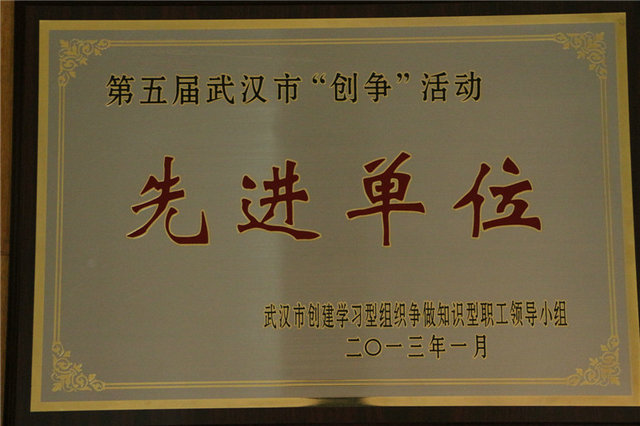 第五届武汉市“创争”活动
先进单位
武汉市创建学习型组织争做知识型职工领导小组
二〇一三年一月